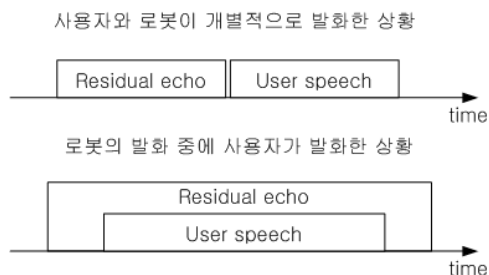 사용자와 로봇이 개별적으로 발화한 상황
Residual echo User speech
time
로봇의 발화 중에 사용자가 발화한 상황
Residual echo
User speech
time